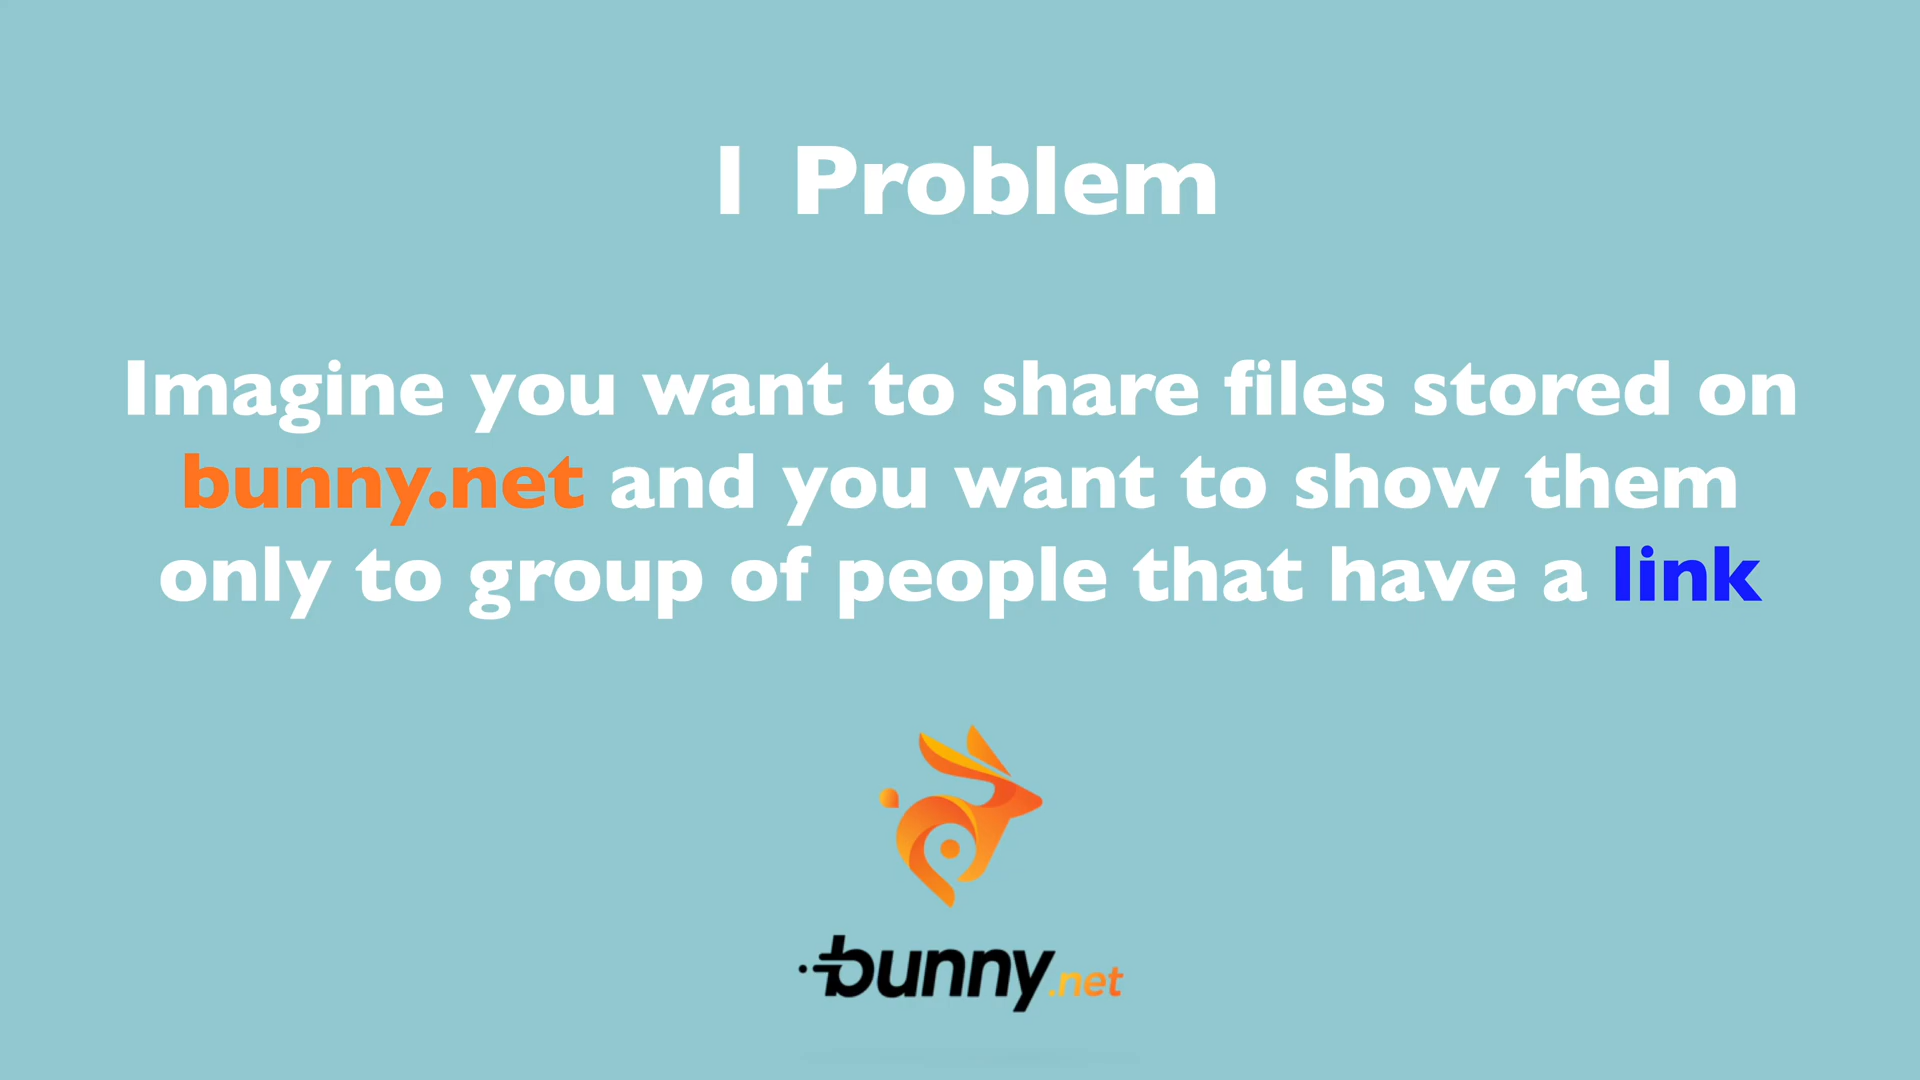 1 Problem
Imagine you want to share files stored on
bunny.net and you want to show them
only to group of people that have a link
bunny.net